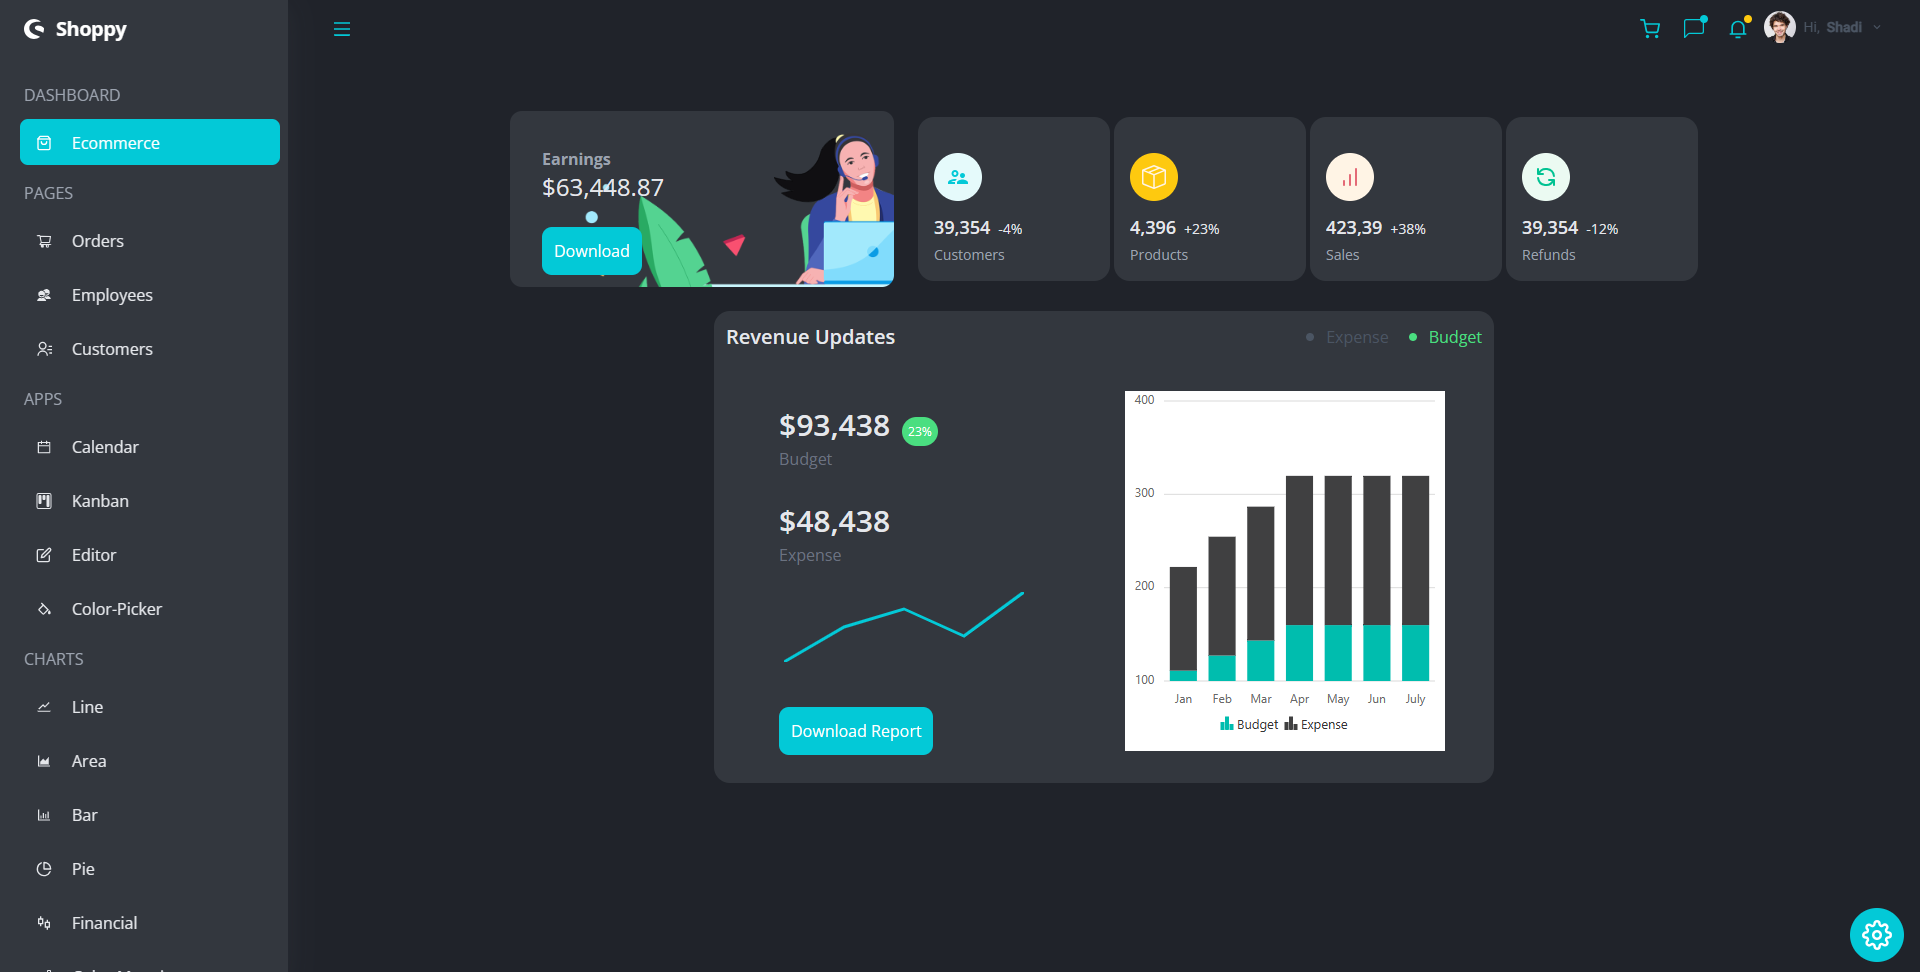 Shoppy
Hi, Shadi
DASHBOARD
Ecommerce
PAGES
Orders
Employees
Customers
APPS
Calendar
Kanban
Editor
Color-Picker
CHARTS
Line
Area
Bar
Pie
Financial
Earnings
$63,448.87
Download
39,354 -4%
Customers
4,396 +23%
Products
423,39 +38%
Sales
39,354 -12%
Refunds
Revenue Updates
Expense
Budget
$93,438 23%
Budget
$48,438
Expense
Download Report
400
300
200
100
Jan Feb Mar Apr May Jun July
Budget Expense